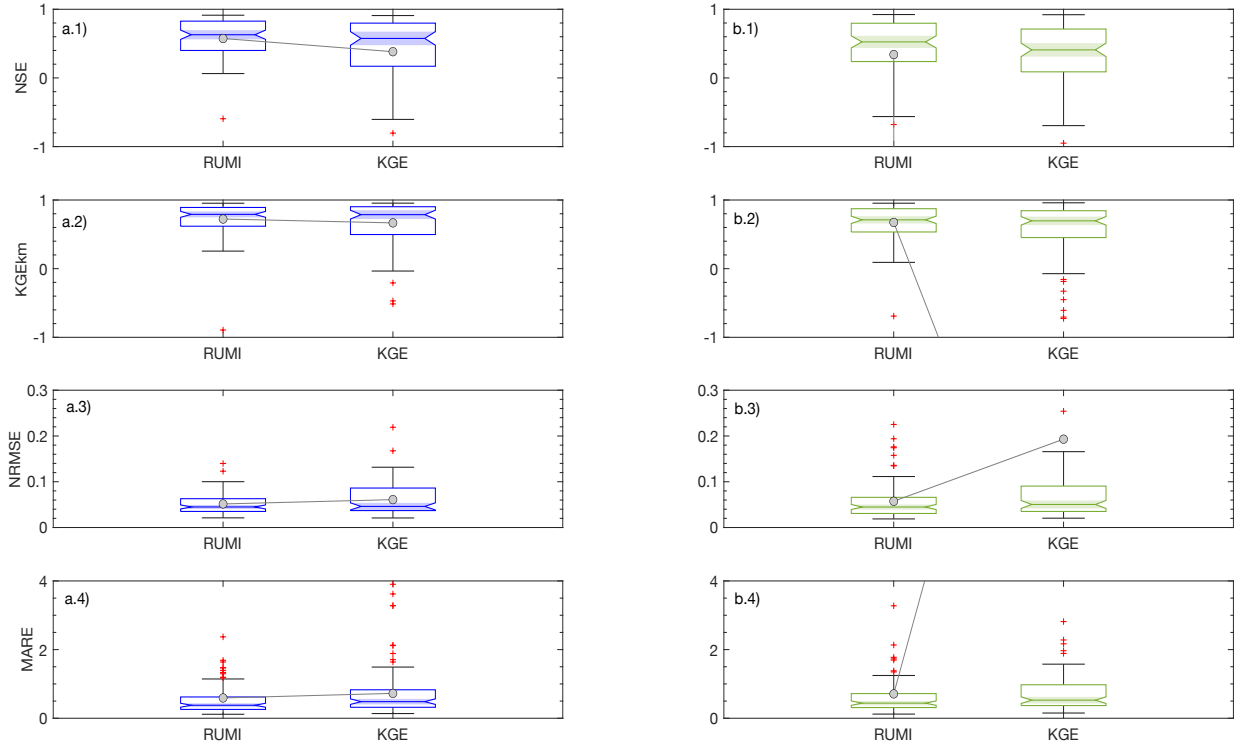 1
a.1)
NSE
0
-1
RUMI
KGE
1
b.1)
0
-1
RUMI
KGE
1
a.2)
KGEkm
0
-1
RUMI
KGE
1
b.2)
0
-1
RUMI
KGE
0.3
a.3)
NRMSE
0.2
0.1
0
RUMI
KGE
0.3
b.3)
0.2
0.1
0
RUMI
KGE
4
a.4)
MARE
2
0
RUMI
KGE
4
b.4)
2
0
RUMI
KGE